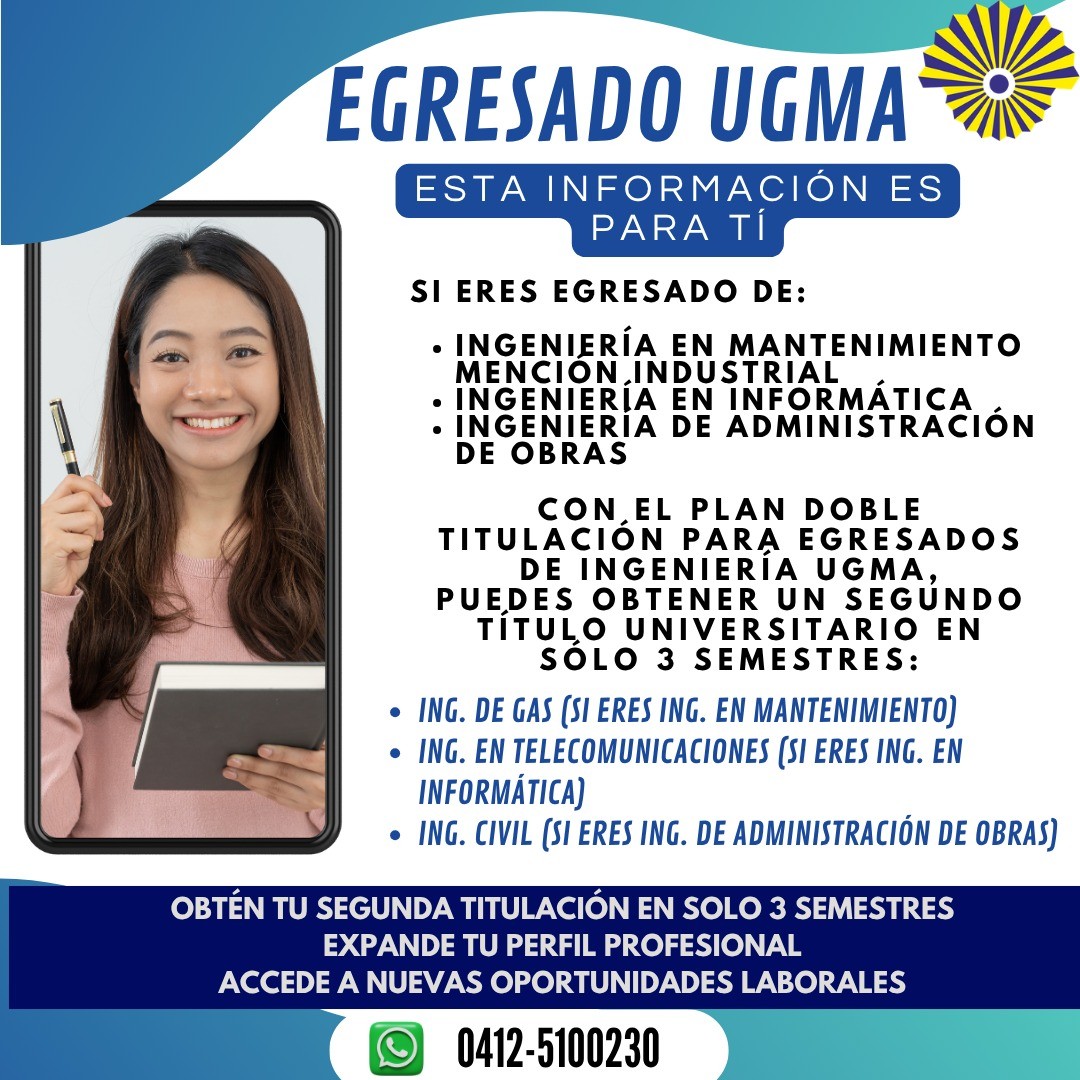 EGRESADO UGMA
ESTA INFORMACIÓN ES
PARA TÍ
SI ERES EGRESADO DE:
• INGENIERÍA EN MANTENIMIENTO
MENCIÓN INDUSTRIAL
• INGENIERÍA EN INFORMÁTICA
• INGENIERÍA DE ADMINISTRACIÓN
DE OBRAS
CON EL PLAN DOBLE
TITULACIÓN PARA EGRESADOS
DE INGENIERÍA UGMA,
PUEDES OBTENER UN SEGUNDO
TÍTULO UNIVERSITARIO EN
SÓLO 3 SEMESTRES:
• ING. DE GAS (SI ERES ING. EN MANTENIMIENTO)
• ING. EN TELECOMUNICACIONES (SI ERES ING. EN
INFORMÁTICA)
• ING. CIVIL (SI ERES ING. DE ADMINISTRACIÓN DE OBRAS)
OBTÉN TU SEGUNDA TITULACIÓN EN SOLO 3 SEMESTRES
EXPANDE TU PERFIL PROFESIONAL
ACCEDE A NUEVAS OPORTUNIDADES LABORALES
0412-5100230